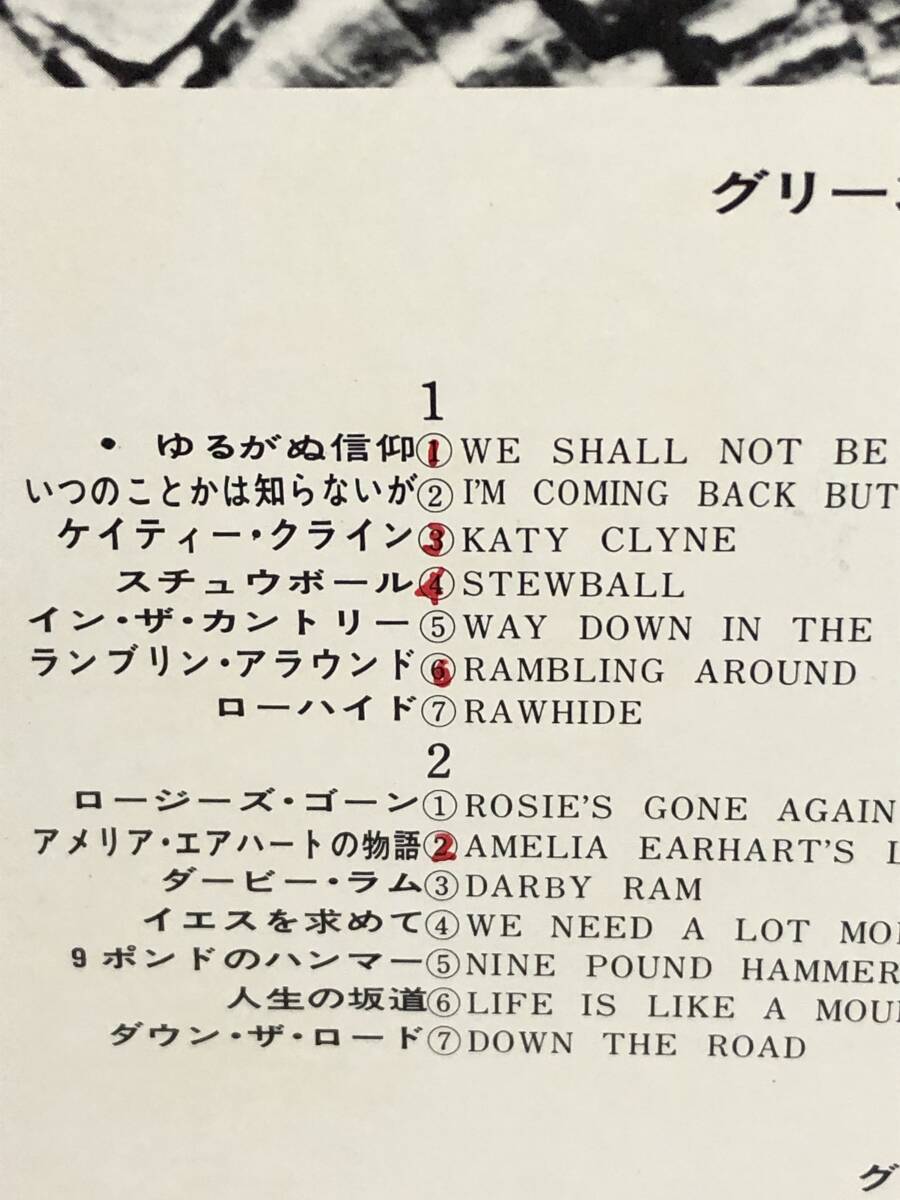 グリー
1
• ゆるがぬ信仰①WE SHALL NOT BE
いつのことかは知らないが②I'M COMING BACK BUT
ケイティー・クライン③KATY CLYNE
スチュウボール④STEWBALL
イン・ザ・カントリー⑤WAY DOWN IN THE
ランブリン・アラウンド⑥RAMBLING AROUND
ローハイド⑦RAWHIDE
2
ロージーズ・ゴーン①ROSIE'S GONE AGAIN
アメリア・エアハートの物語②AMELIA EARHART'S L
ダービー・ラム③DARBY RAM
イエスを求めて④WE NEED A LOT MO
9ポンドのハンマー⑤NINE POUND HAMMER
人生の坂道⑥LIFE IS LIKE A MOU
ダウン・ザ・ロード⑦DOWN THE ROAD
グ